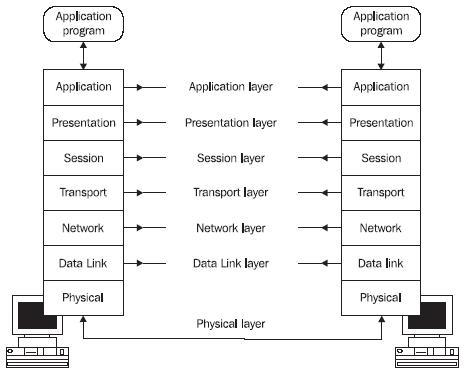 Application
program
Application
program
Application
Application layer
Application
Presentation
Presentation layer
Presentation
Session
Session layer
Session
Transport
Transport layer
Transport
Network
Network layer
Network
Data Link
Data Link layer
Data link
Physical
Physical
Physical layer